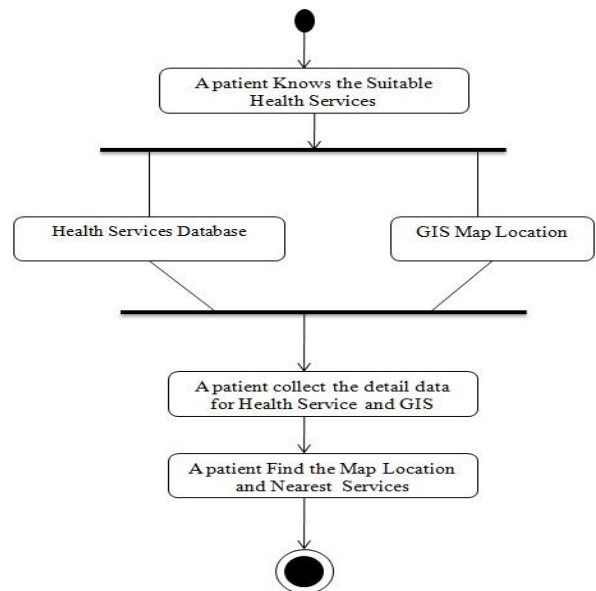 A patient Knows the Suitable
Health Services
Health Services Database
GIS Map Location
A patient collect the detail data
for Health Service and GIS
A patient Find the Map Location
and Nearest Services